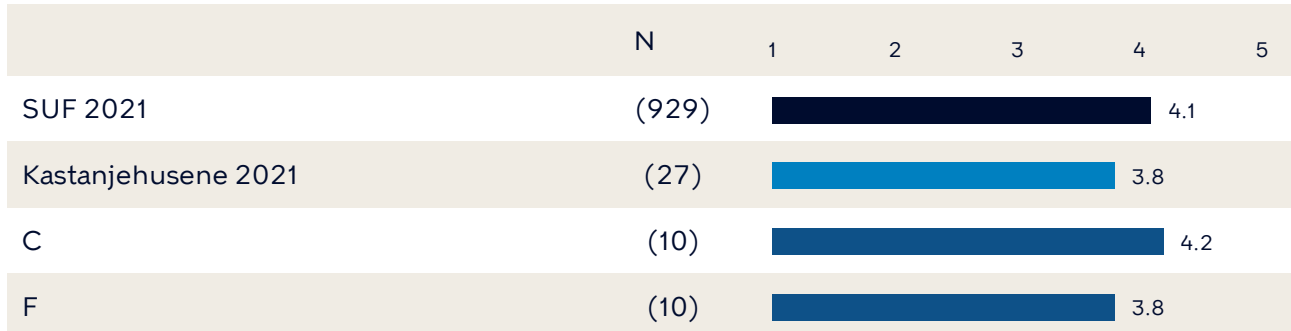 N 1 2 3 4 5
SUF 2021 (929) 4.1
Kastanjehusene 2021 (27) 3.8
C (10) 4.2
F (10) 3.8